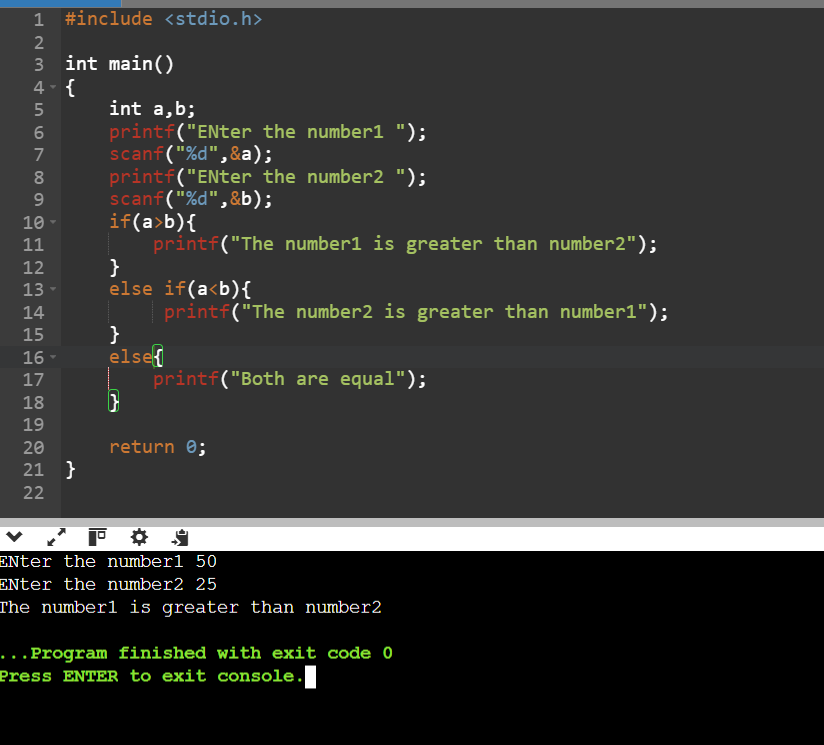 1 #include <stdio.h>
2
3 int main()
4 {
5     int a,b;
6     printf("ENter the number1 ");
7     scanf("%d",&a);
8     printf("ENter the number2 ");
9     scanf("%d",&b);
10     if(a>b){
11         printf("The number1 is greater than number2");
12     }
13     else if(a<b){
14          printf("The number2 is greater than number1");
15     }
16     else{
17         printf("Both are equal");
18     }
19
20     return 0;
21 }
22
ENter the number1 50
ENter the number2 25
The number1 is greater than number2
...Program finished with exit code 0
Press ENTER to exit console.